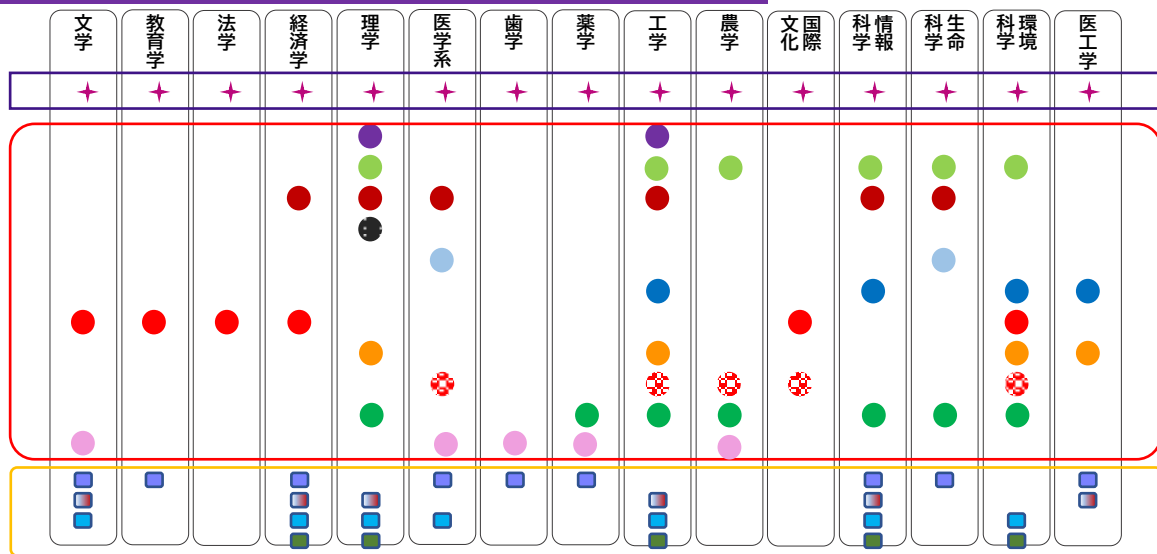 文学
教育学
法学
経済学
理学
医学系
歯学
薬学
工学
農学
国際
文化
情報
科学
生命
科学
環境
科学
医工学